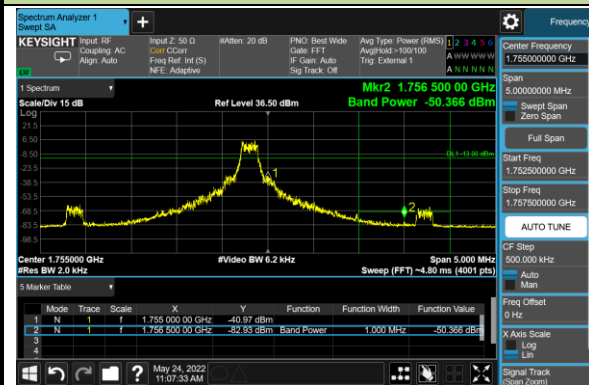 Spectrum Analyzer 1
Swept SA
Frequency
KEYSIGHT
Input: RF
Coupling: AC
Align: Auto
Input Z: 50 Ω
Corr CCorr
Freq Ref: Int (S)
NFE: Adaptive
#Atten: 20 dB
PNO: Best Wide
Gate: FFT
IF Gain: Auto
Sig Track: Off
Avg Type: Power (RMS)
Avg|Hold:>100/100
Trig: External 1
1 2 3 4 5 6
A W W W W W
A N N N N N
1 Spectrum
Scale/Div 15 dB
Ref Level 36.50 dBm
Mkr2 1.756 500 00 GHz
Band Power -50.366 dBm
Log
21.5
6.50
-8.50
-23.5
-38.5
-53.5
-68.5
-83.5
-98.5
DL1 -13.00 dBm
1
2
Center 1.755000 GHz
#Video BW 6.2 kHz
Span 5.000 MHz
#Res BW 2.0 kHz
Sweep (FFT) ~4.80 ms (4001 pts)
5 Marker Table
Mode Trace Scale X Y Function Function Width Function Value
1 N 1 f 1.755 000 00 GHz -40.97 dBm
2 N 1 f 1.756 500 00 GHz -82.93 dBm Band Power 1.000 MHz -50.366 dBm
3
4
May 24, 2022
11:07:33 AM
Center Frequency
1.755000000 GHz
Span
5.00000000 MHz
Swept Span
Zero Span
Full Span
Start Freq
1.752500000 GHz
Stop Freq
1.757500000 GHz
AUTO TUNE
CF Step
500.000 kHz
Auto
Man
Freq Offset
0 Hz
X Axis Scale
Log
Lin
Signal Track
(Span Zoom)